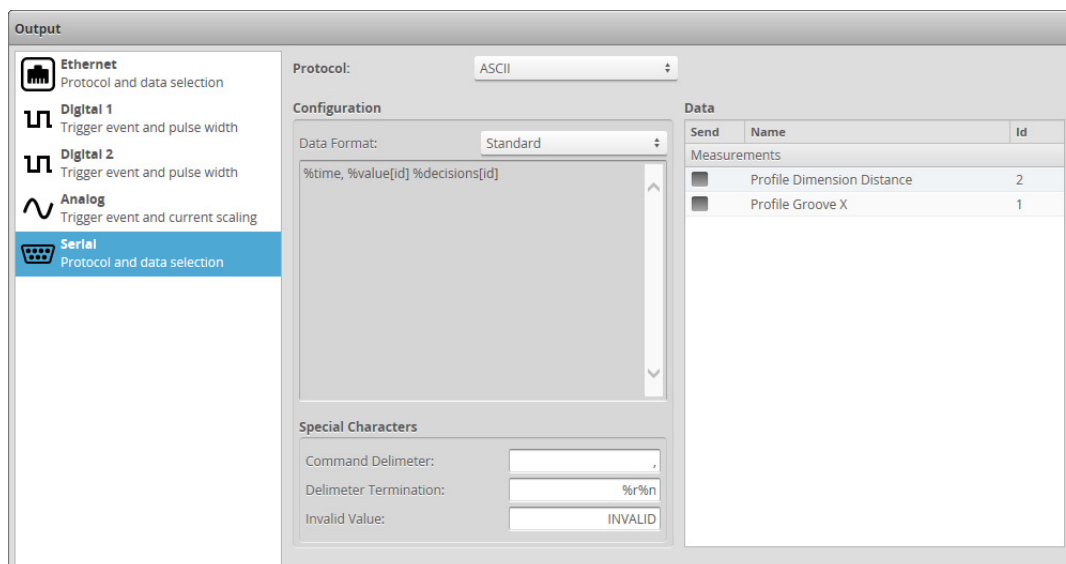 Output
Ethernet
Protocol and data selection
Digital 1
Trigger event and pulse width
Digital 2
Trigger event and pulse width
Analog
Trigger event and current scaling
Serial
Protocol and data selection
Protocol: ASCII
Configuration
Data Format: Standard
%time, %value[id] %decisions[id]
Special Characters
Command Delimeter: ,
Delimeter Termination: %r%n
Invalid Value: INVALID
Data
Send Name Id
Measurements
Profile Dimension Distance 2
Profile Groove X 1